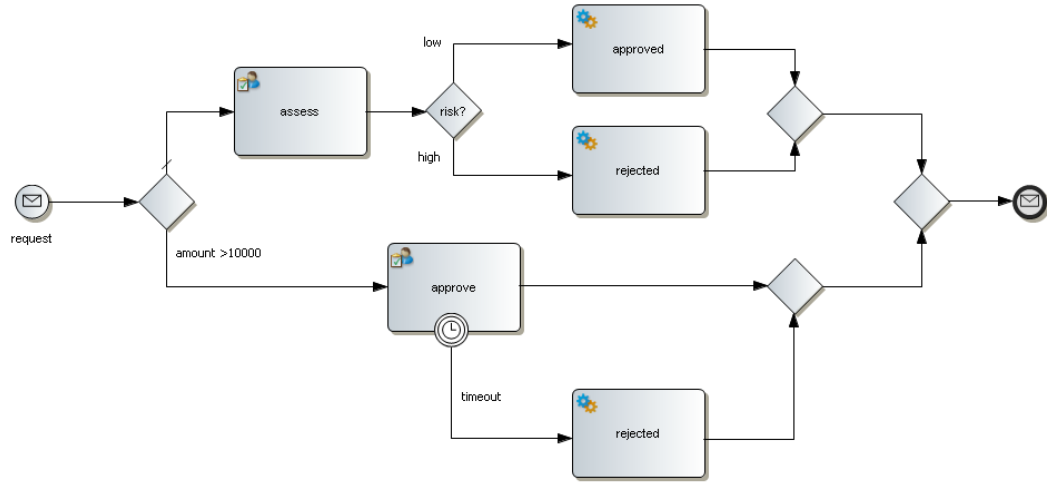 low
approved
assess
risk?
high
rejected
request
amount >10000
approve
timeout
rejected